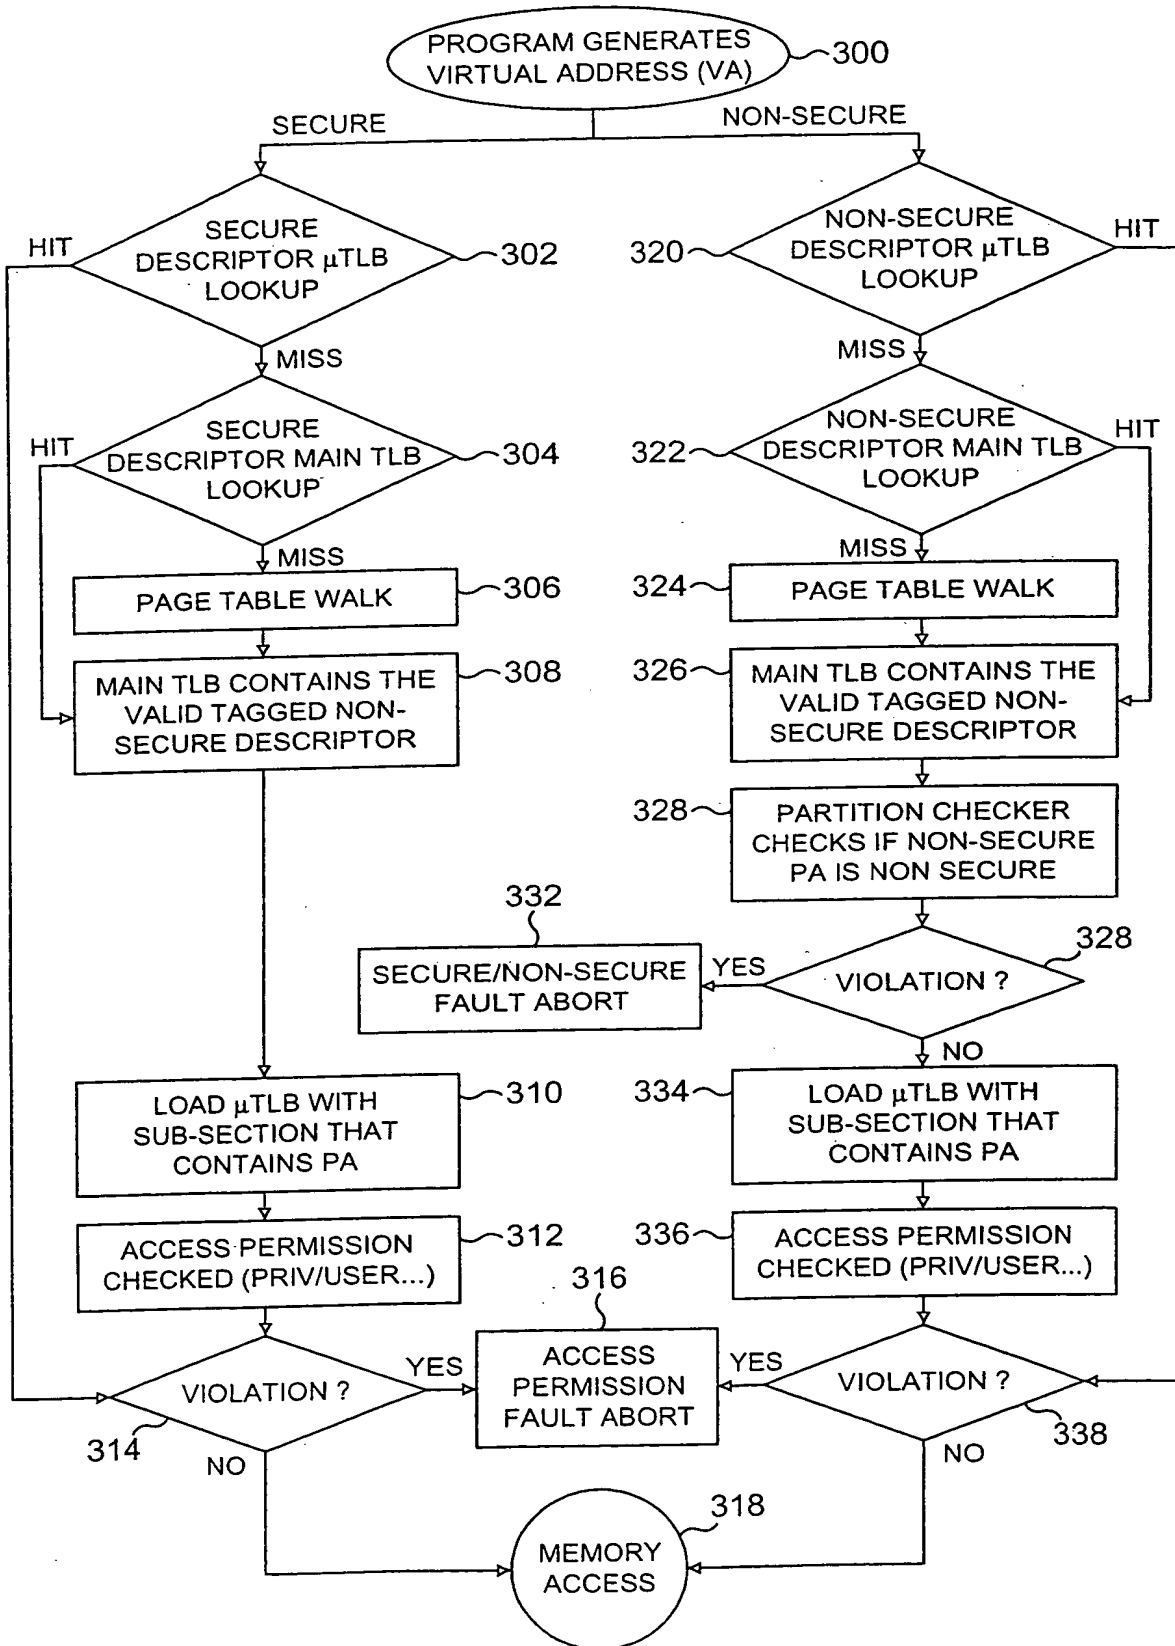 PROGRAM GENERATES
VIRTUAL ADDRESS (VA)
300
SECURE
NON-SECURE
HIT
SECURE
DESCRIPTOR µTLB
LOOKUP
302
320
NON-SECURE
DESCRIPTOR µTLB
LOOKUP
HIT
MISS
MISS
HIT
SECURE
DESCRIPTOR MAIN TLB
LOOKUP
304
322
NON-SECURE
DESCRIPTOR MAIN TLB
LOOKUP
HIT
MISS
MISS
PAGE TABLE WALK
306
324
PAGE TABLE WALK
MAIN TLB CONTAINS THE
VALID TAGGED NON-
SECURE DESCRIPTOR
308
326
MAIN TLB CONTAINS THE
VALID TAGGED NON-
SECURE DESCRIPTOR
328
PARTITION CHECKER
CHECKS IF NON-SECURE
PA IS NON SECURE
332
SECURE/NON-SECURE
FAULT ABORT
YES
VIOLATION ?
328
NO
LOAD µTLB WITH
SUB-SECTION THAT
CONTAINS PA
310
334
LOAD µTLB WITH
SUB-SECTION THAT
CONTAINS PA
ACCESS PERMISSION
CHECKED (PRIV/USER...)
312
336
ACCESS PERMISSION
CHECKED (PRIV/USER...)
316
VIOLATION ?
YES
ACCESS
PERMISSION
FAULT ABORT
YES
VIOLATION ?
314
338
NO
NO
318
MEMORY
ACCESS